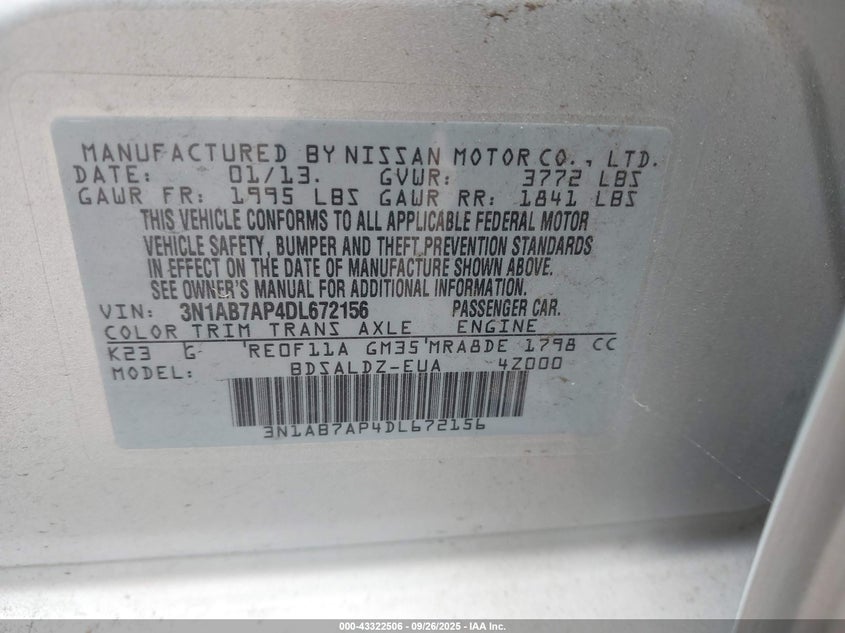 MANUFACTURED BY NISSAN MOTOR CO., LTD.
DATE: 01/13. GVWR: 3772 LBS
GAWR FR: 1995 LBS GAWR RR: 1841 LBS
THIS VEHICLE CONFORMS TO ALL APPLICABLE FEDERAL MOTOR
VEHICLE SAFETY, BUMPER AND THEFT PREVENTION STANDARDS
IN EFFECT ON THE DATE OF MANUFACTURE SHOWN ABOVE.
SEE OWNER'S MANUAL FOR ADDITIONAL INFORMATION.
VIN: 3N1AB7AP4DL672156 PASSENGER CAR.
COLOR TRIM TRANS AXLE ENGINE
K23 G RE0F11A GM35 MRA8DE 1798 CC
MODEL: BDSALDZ-EUA 4Z000
3N1AB7AP4DL672156
000-43322506 - 09/26/2025 - IAA Inc.